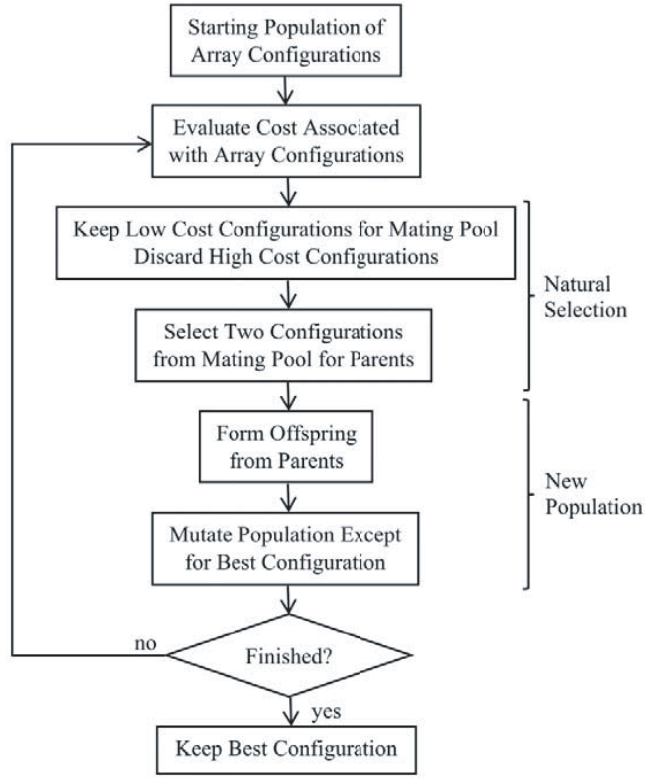 Starting Population of
Array Configurations
Evaluate Cost Associated
with Array Configurations
Keep Low Cost Configurations for Mating Pool
Discard High Cost Configurations
Natural
Selection
Select Two Configurations
from Mating Pool for Parents
Form Offspring
from Parents
New
Population
Mutate Population Except
for Best Configuration
no
Finished?
yes
Keep Best Configuration